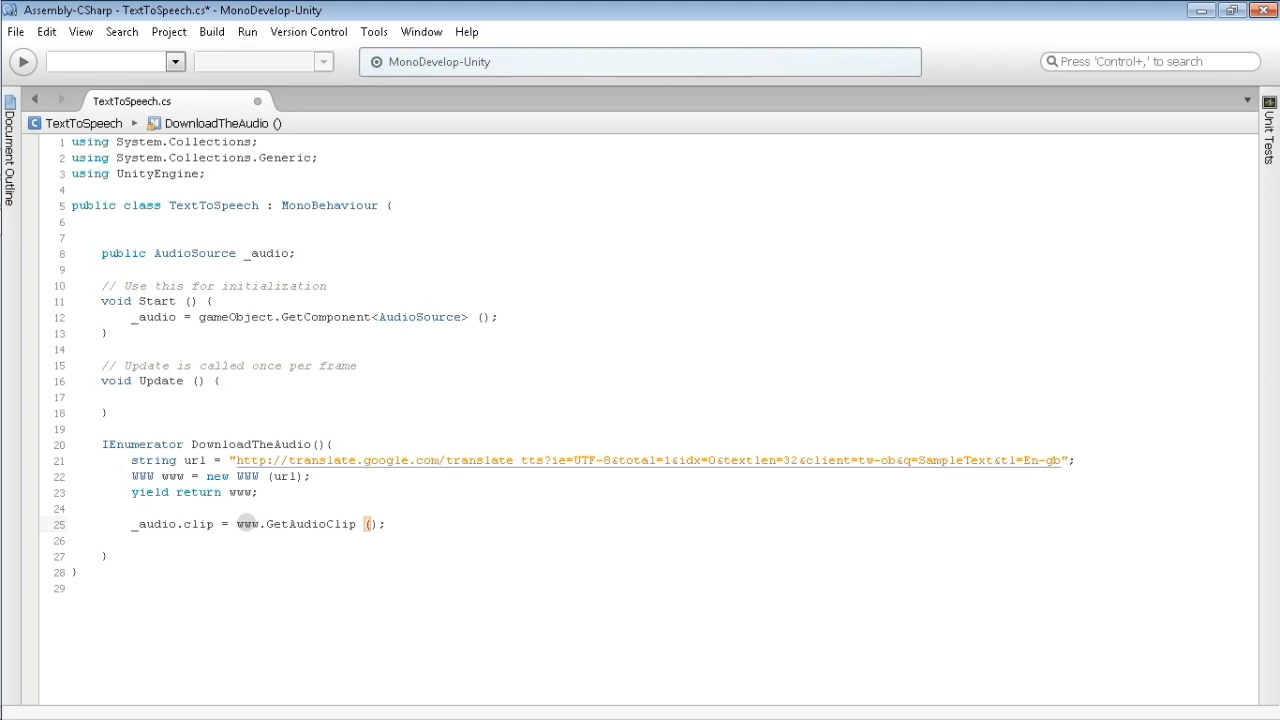 Assembly-CSharp - TextToSpeech.cs* - MonoDevelop-Unity
File Edit View Search Project Build Run Version Control Tools Window Help
MonoDevelop-Unity
Press 'Control+,' to search
TextToSpeech.cs
TextToSpeech ▸ DownloadTheAudio ()
Document Outline
Unit Tests
1 using System.Collections;
2 using System.Collections.Generic;
3 using UnityEngine;
4
5 public class TextToSpeech : MonoBehaviour {
6
7
8 public AudioSource _audio;
9
10 // Use this for initialization
11 void Start () {
12 _audio = gameObject.GetComponent<AudioSource> ();
13 }
14
15 // Update is called once per frame
16 void Update () {
17
18 }
19
20 IEnumerator DownloadTheAudio(){
21 string url = "http://translate.google.com/translate_tts?ie=UTF-8&total=1&idx=0&textlen=32&client=tw-ob&q=SampleText&tl=En-gb";
22 WWW www = new WWW (url);
23 yield return www;
24
25 _audio.clip = www.GetAudioClip ();
26
27 }
28 }
29